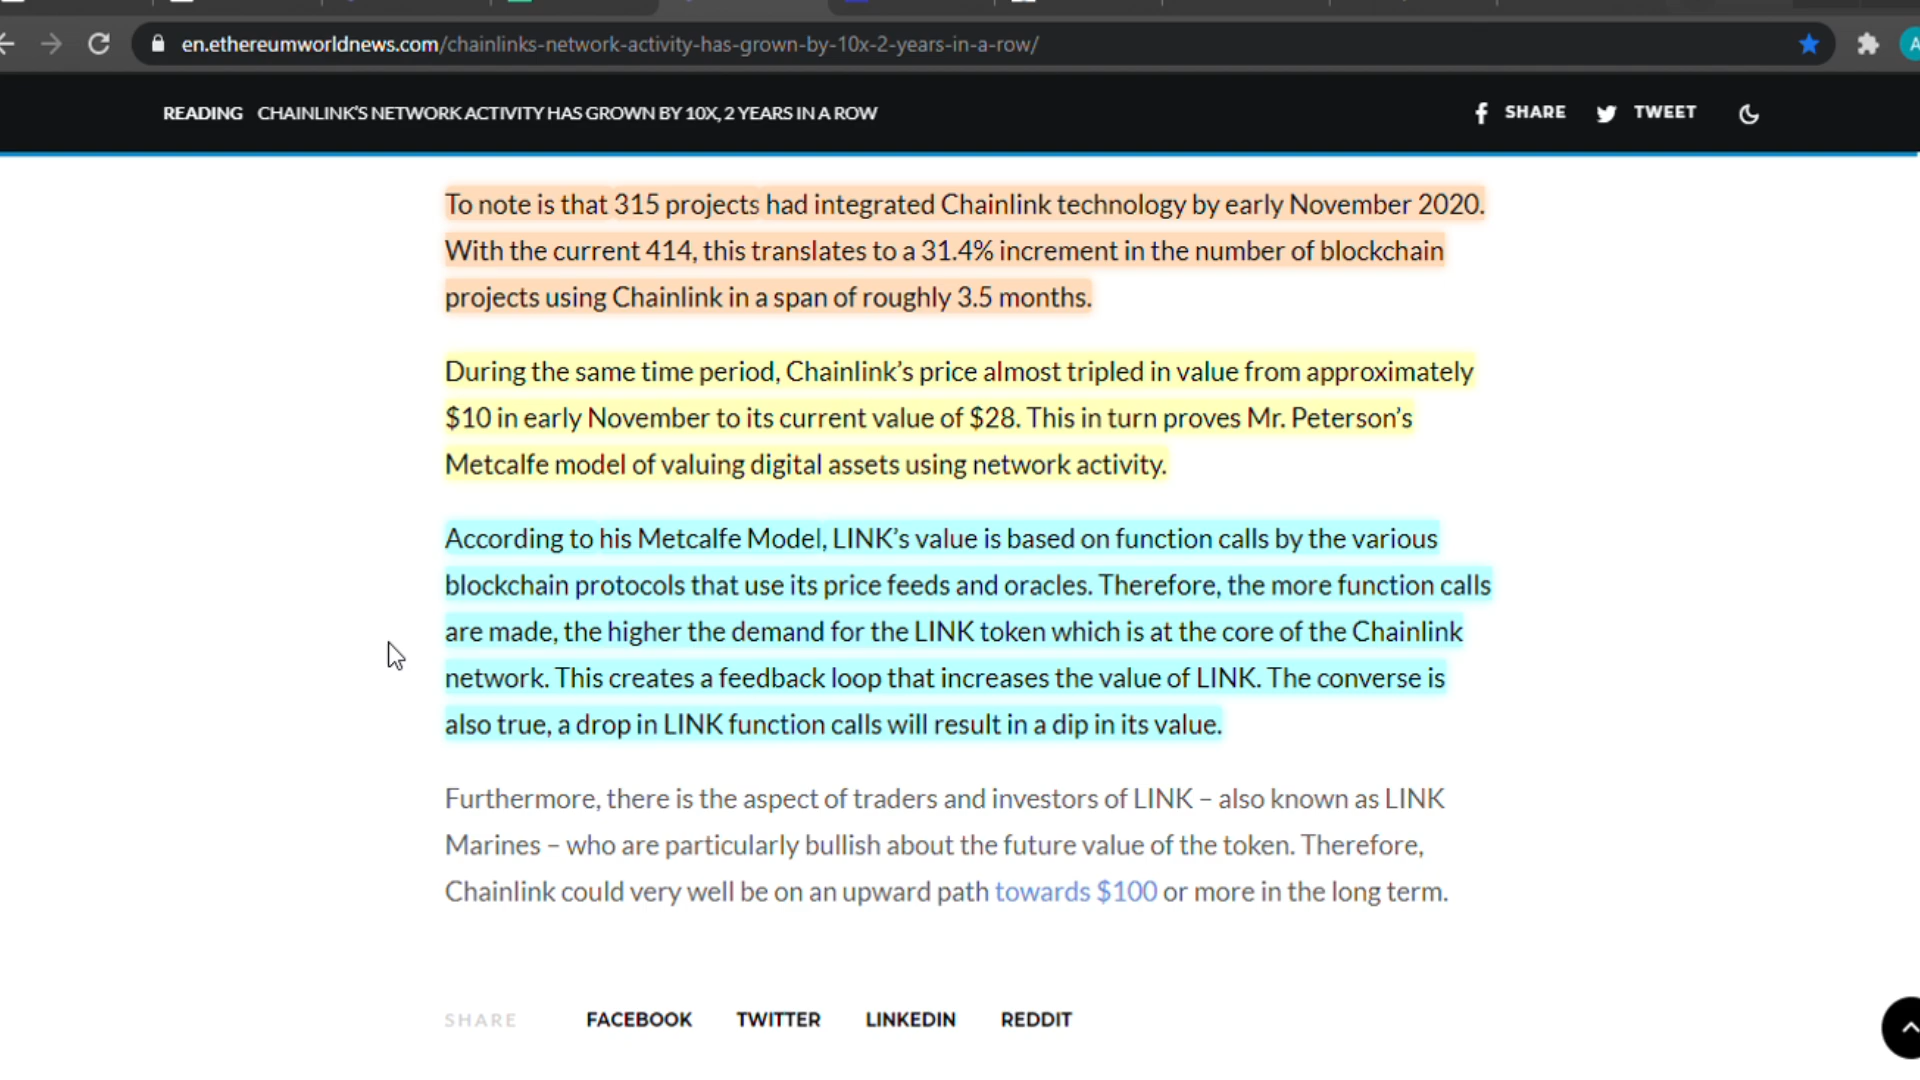 en.ethereumworldnews.com/chainlinks-network-activity-has-grown-by-10x-2-years-in-a-row/
A
READING CHAINLINK'S NETWORK ACTIVITY HAS GROWN BY 10X, 2 YEARS IN A ROW
SHARE TWEET
To note is that 315 projects had integrated Chainlink technology by early November 2020.
With the current 414, this translates to a 31.4% increment in the number of blockchain
projects using Chainlink in a span of roughly 3.5 months.
During the same time period, Chainlink’s price almost tripled in value from approximately
$10 in early November to its current value of $28. This in turn proves Mr. Peterson’s
Metcalfe model of valuing digital assets using network activity.
According to his Metcalfe Model, LINK’s value is based on function calls by the various
blockchain protocols that use its price feeds and oracles. Therefore, the more function calls
are made, the higher the demand for the LINK token which is at the core of the Chainlink
network. This creates a feedback loop that increases the value of LINK. The converse is
also true, a drop in LINK function calls will result in a dip in its value.
Furthermore, there is the aspect of traders and investors of LINK – also known as LINK
Marines – who are particularly bullish about the future value of the token. Therefore,
Chainlink could very well be on an upward path towards $100 or more in the long term.
SHARE FACEBOOK TWITTER LINKEDIN REDDIT